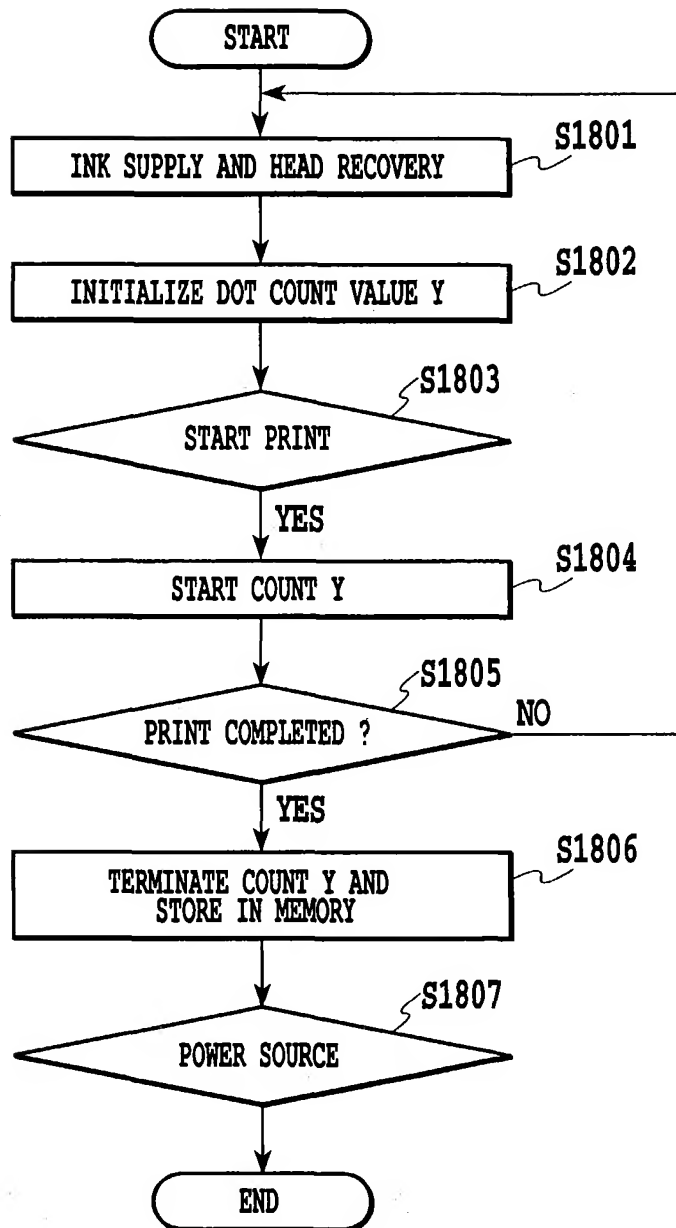 START
S1801
INK SUPPLY AND HEAD RECOVERY
S1802
INITIALIZE DOT COUNT VALUE Y
S1803
START PRINT
YES
S1804
START COUNT Y
S1805
PRINT COMPLETED ?
NO
YES
S1806
TERMINATE COUNT Y AND
STORE IN MEMORY
S1807
POWER SOURCE
END